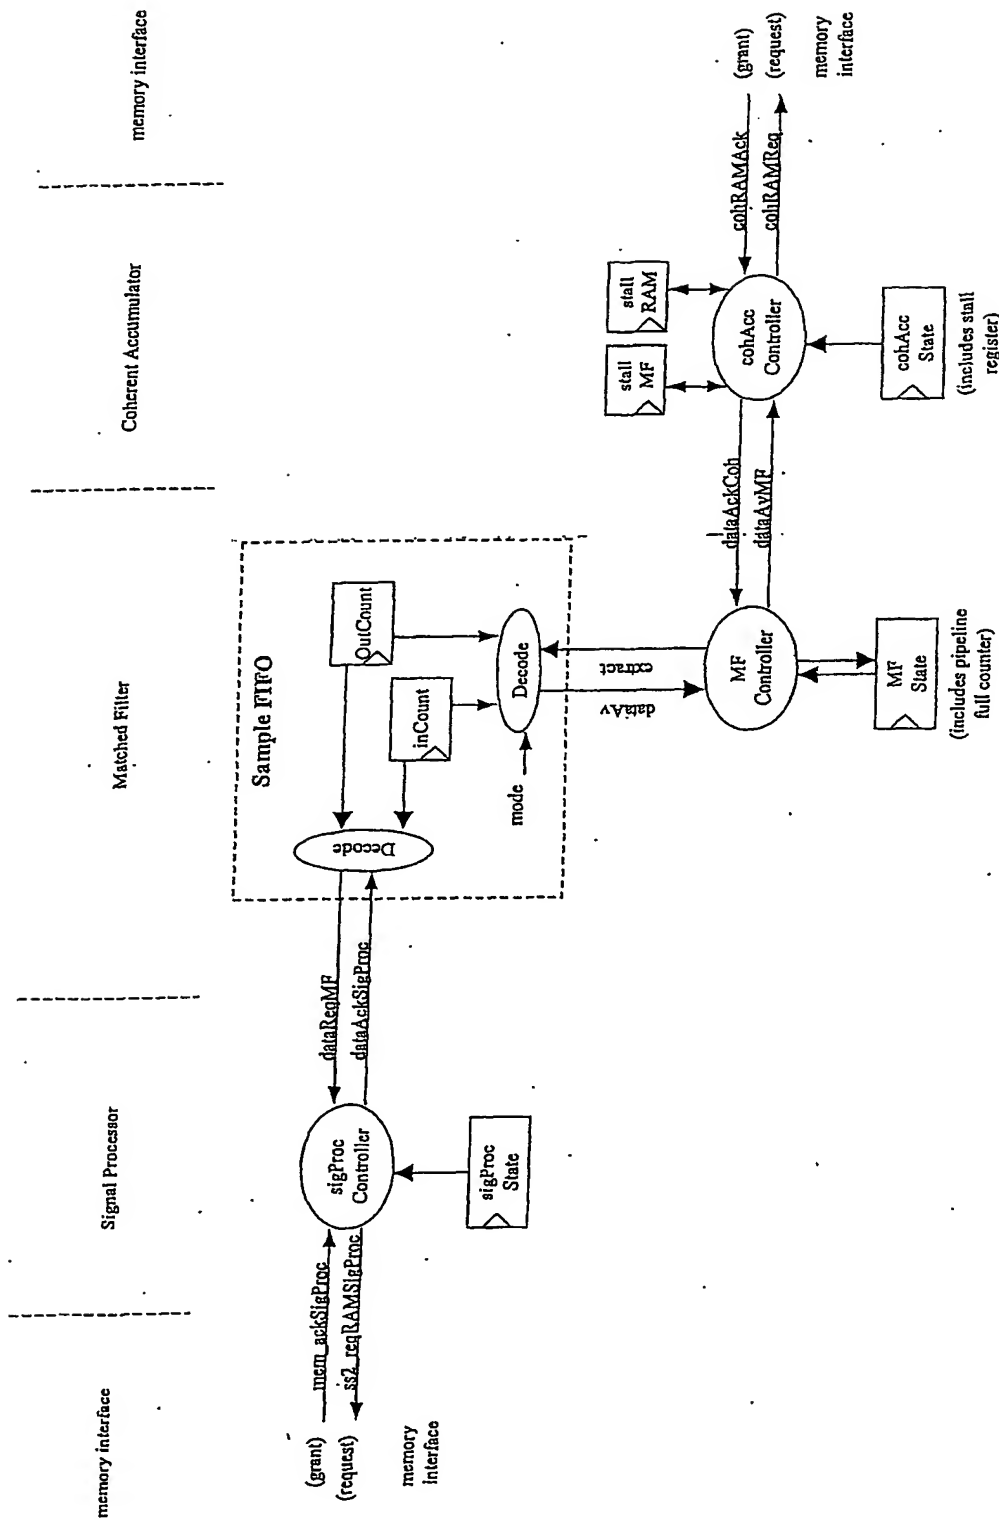 memory interface
Signal Processor
Matched Filter
Coherent Accumulator
memory interface
Sample FIFO
OutCount
inCount
Decode
Decode
mode
dataAv
extract
(grant)
mem_ackSigProc
(request)
ss2_reqRAMSigProc
memory
interface
sigProc
Controller
sigProc
State
dataReqMF
dataAckSigProc
MF
Controller
MF
State
(includes pipeline
full counter)
dataAckCoh
dataAvMF
stall
MF
stall
RAM
cohAcc
Controller
cohAcc
State
(includes stall
register)
cohRAMAck
(grant)
cohRAMReq
(request)
memory
interface